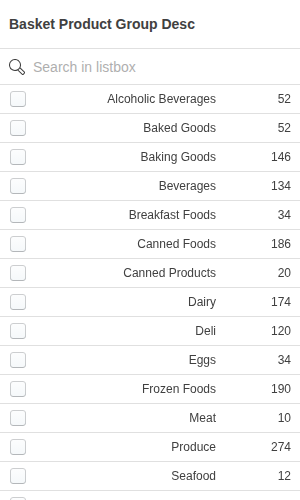 Basket Product Group Desc
Search in listbox
Alcoholic Beverages 52
Baked Goods 52
Baking Goods 146
Beverages 134
Breakfast Foods 34
Canned Foods 186
Canned Products 20
Dairy 174
Deli 120
Eggs 34
Frozen Foods 190
Meat 10
Produce 274
Seafood 12